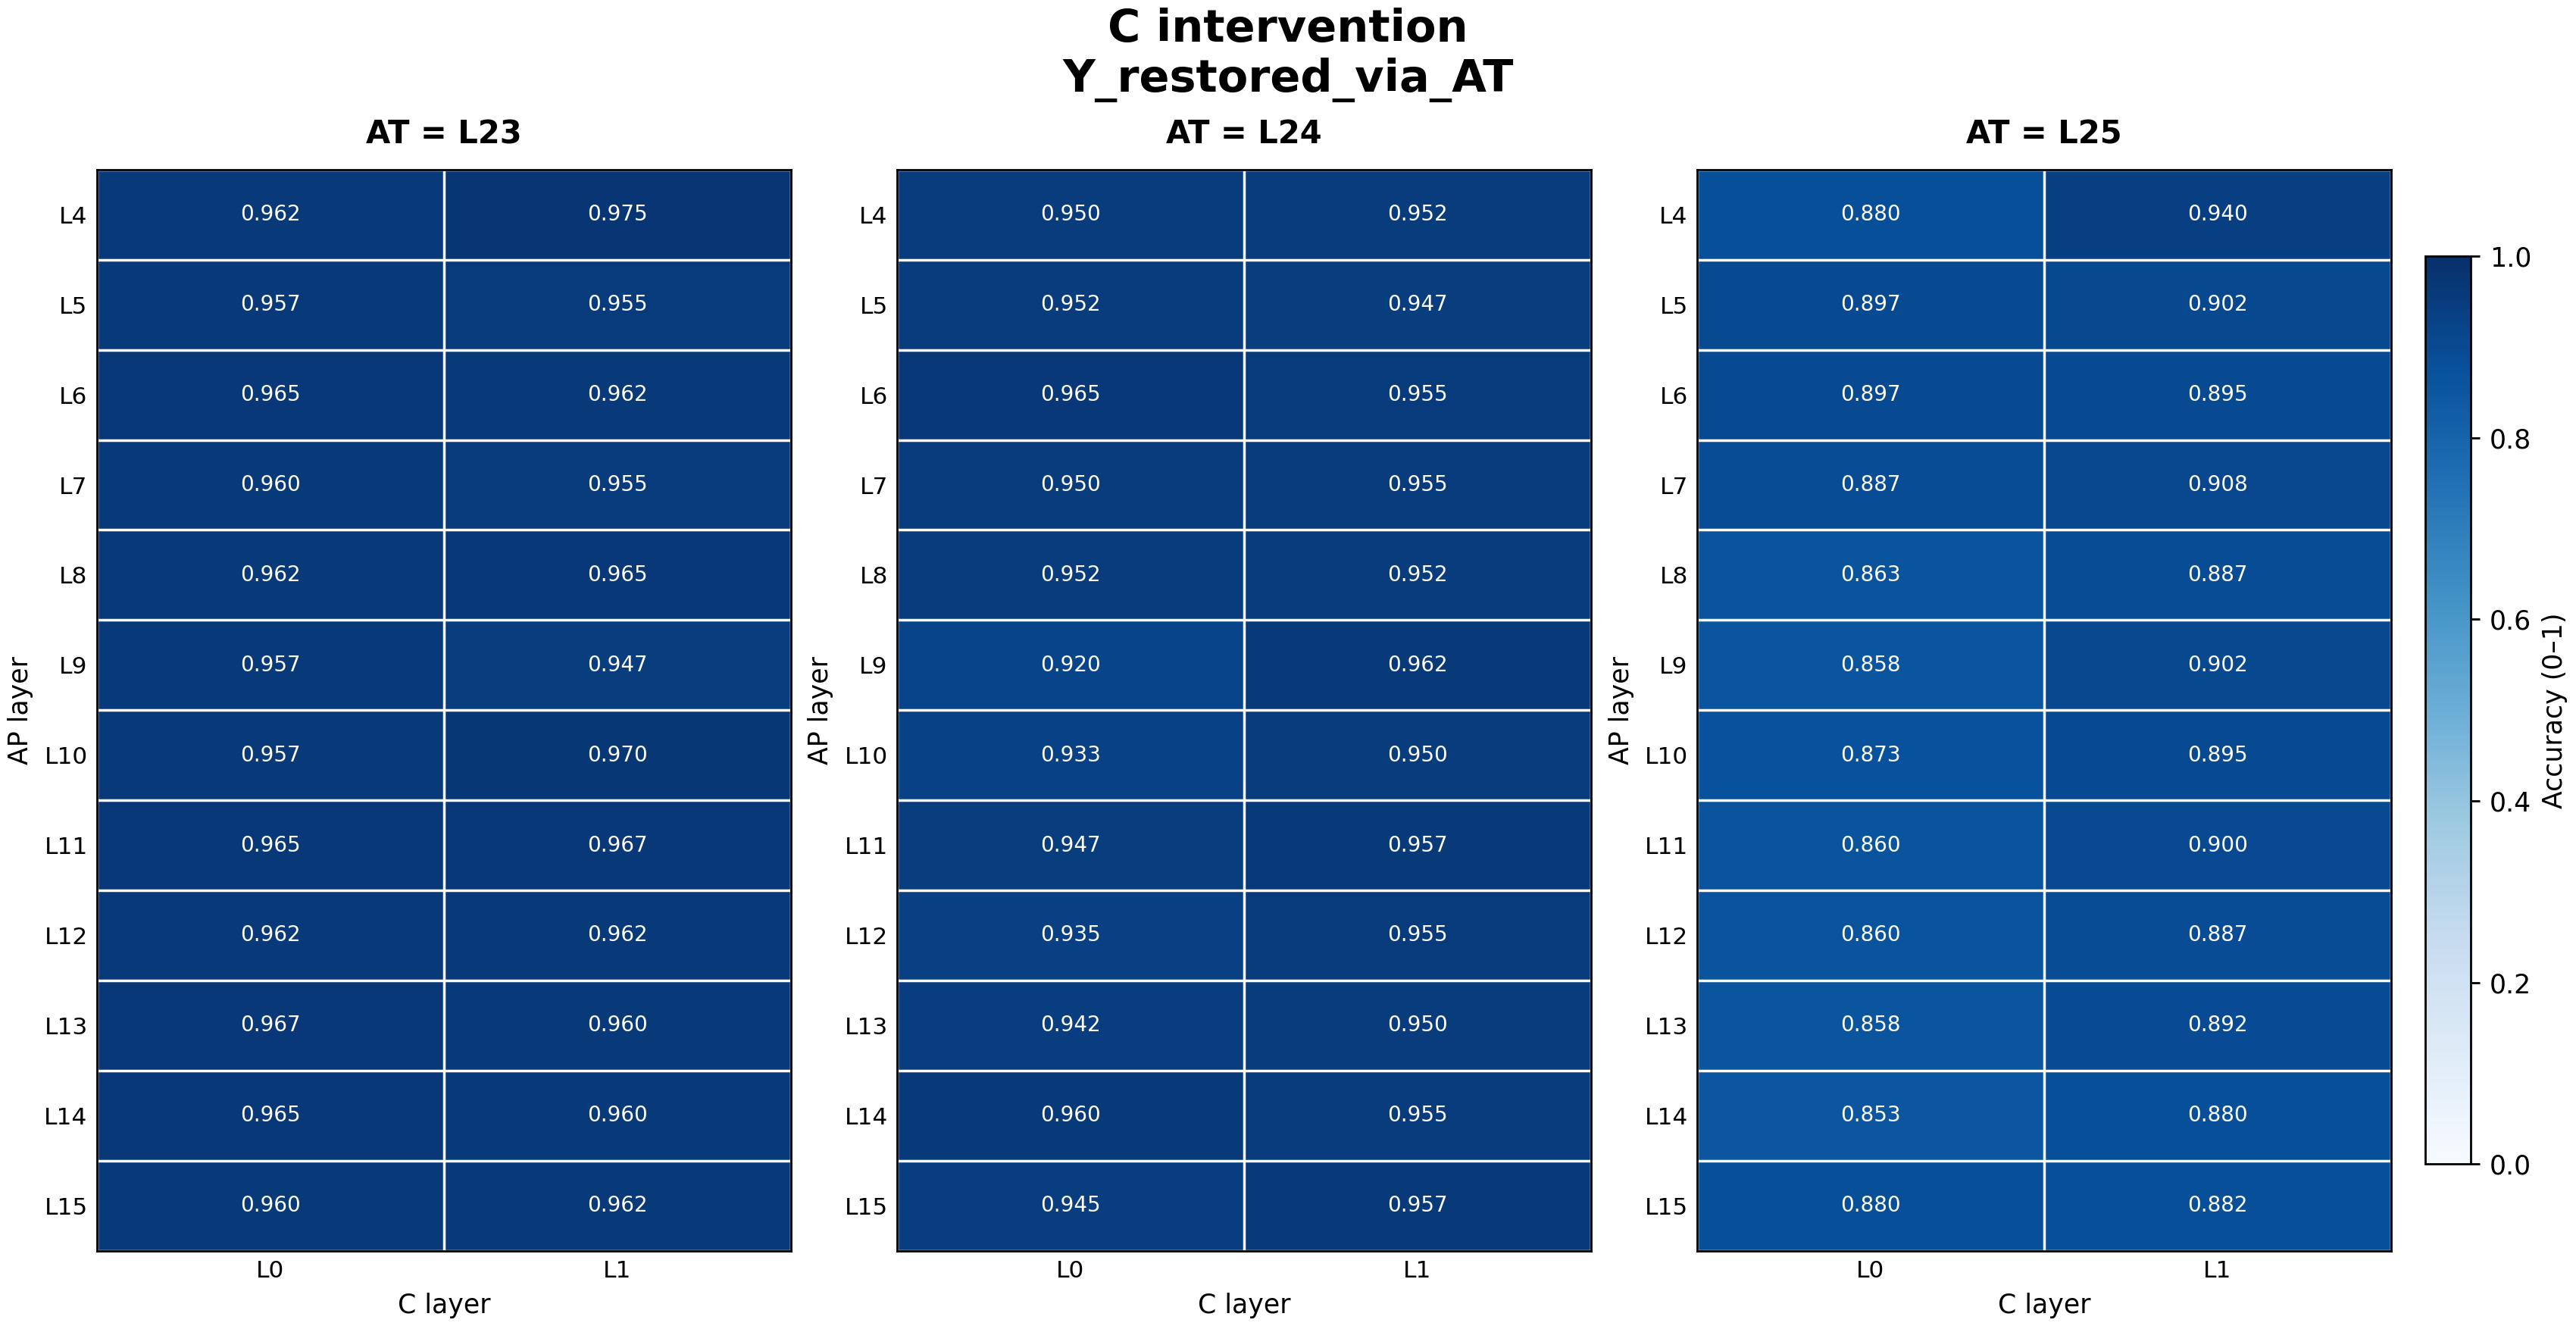 C intervention
Y_restored_via_AT
AT = L23
AP layer
L4 0.962 0.975
L5 0.957 0.955
L6 0.965 0.962
L7 0.960 0.955
L8 0.962 0.965
L9 0.957 0.947
L10 0.957 0.970
L11 0.965 0.967
L12 0.962 0.962
L13 0.967 0.960
L14 0.965 0.960
L15 0.960 0.962
L0 L1
C layer
AT = L24
AP layer
L4 0.950 0.952
L5 0.952 0.947
L6 0.965 0.955
L7 0.950 0.955
L8 0.952 0.952
L9 0.920 0.962
L10 0.933 0.950
L11 0.947 0.957
L12 0.935 0.955
L13 0.942 0.950
L14 0.960 0.955
L15 0.945 0.957
L0 L1
C layer
AT = L25
AP layer
L4 0.880 0.940
L5 0.897 0.902
L6 0.897 0.895
L7 0.887 0.908
L8 0.863 0.887
L9 0.858 0.902
L10 0.873 0.895
L11 0.860 0.900
L12 0.860 0.887
L13 0.858 0.892
L14 0.853 0.880
L15 0.880 0.882
L0 L1
C layer
1.0
0.8
0.6
0.4
0.2
0.0
Accuracy (0–1)